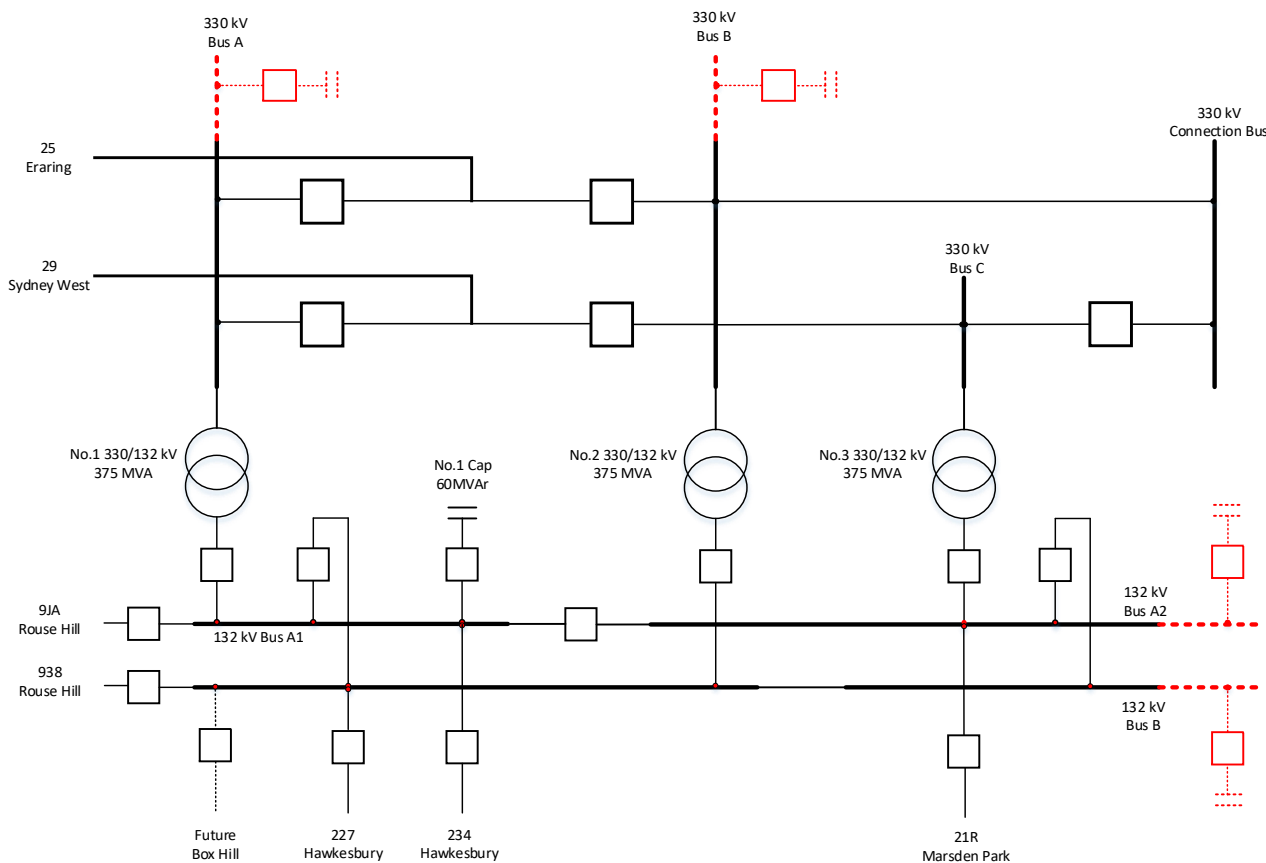 330 kV
Bus A
330 kV
Bus B
330 kV
Connection Bus
25
Eraring
29
Sydney West
330 kV
Bus C
No.1 330/132 kV
375 MVA
No.1 Cap
60MVAr
No.2 330/132 kV
375 MVA
No.3 330/132 kV
375 MVA
9JA
Rouse Hill
132 kV Bus A1
132 kV
Bus A2
938
Rouse Hill
132 kV
Bus B
Future
Box Hill
227
Hawkesbury
234
Hawkesbury
21R
Marsden Park